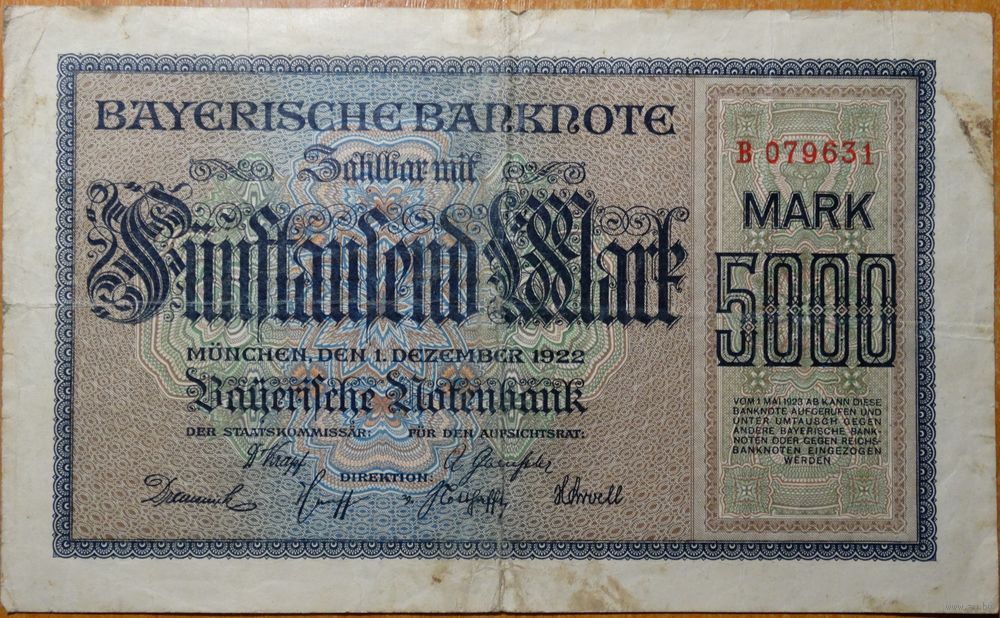 BAYERISCHE BANKNOTE
Zahlbar mit
Fünftausend Mark
MÜNCHEN, DEN 1. DEZEMBER 1922
Bayerische Notenbank
DER STAATSKOMMISSÄR: FÜR DEN AUFSICHTSRAT:
DIREKTION:
B 079631
MARK
5000
VOM 1 MAI 1923 AB KANN DIESE
BANKNOTE AUFGERUFEN UND
UNTER UMTAUSCH GEGEN
ANDERE BAYERISCHE BANK-
NOTEN ODER GEGEN REICHS-
BANKNOTEN EINGEZOGEN
WERDEN